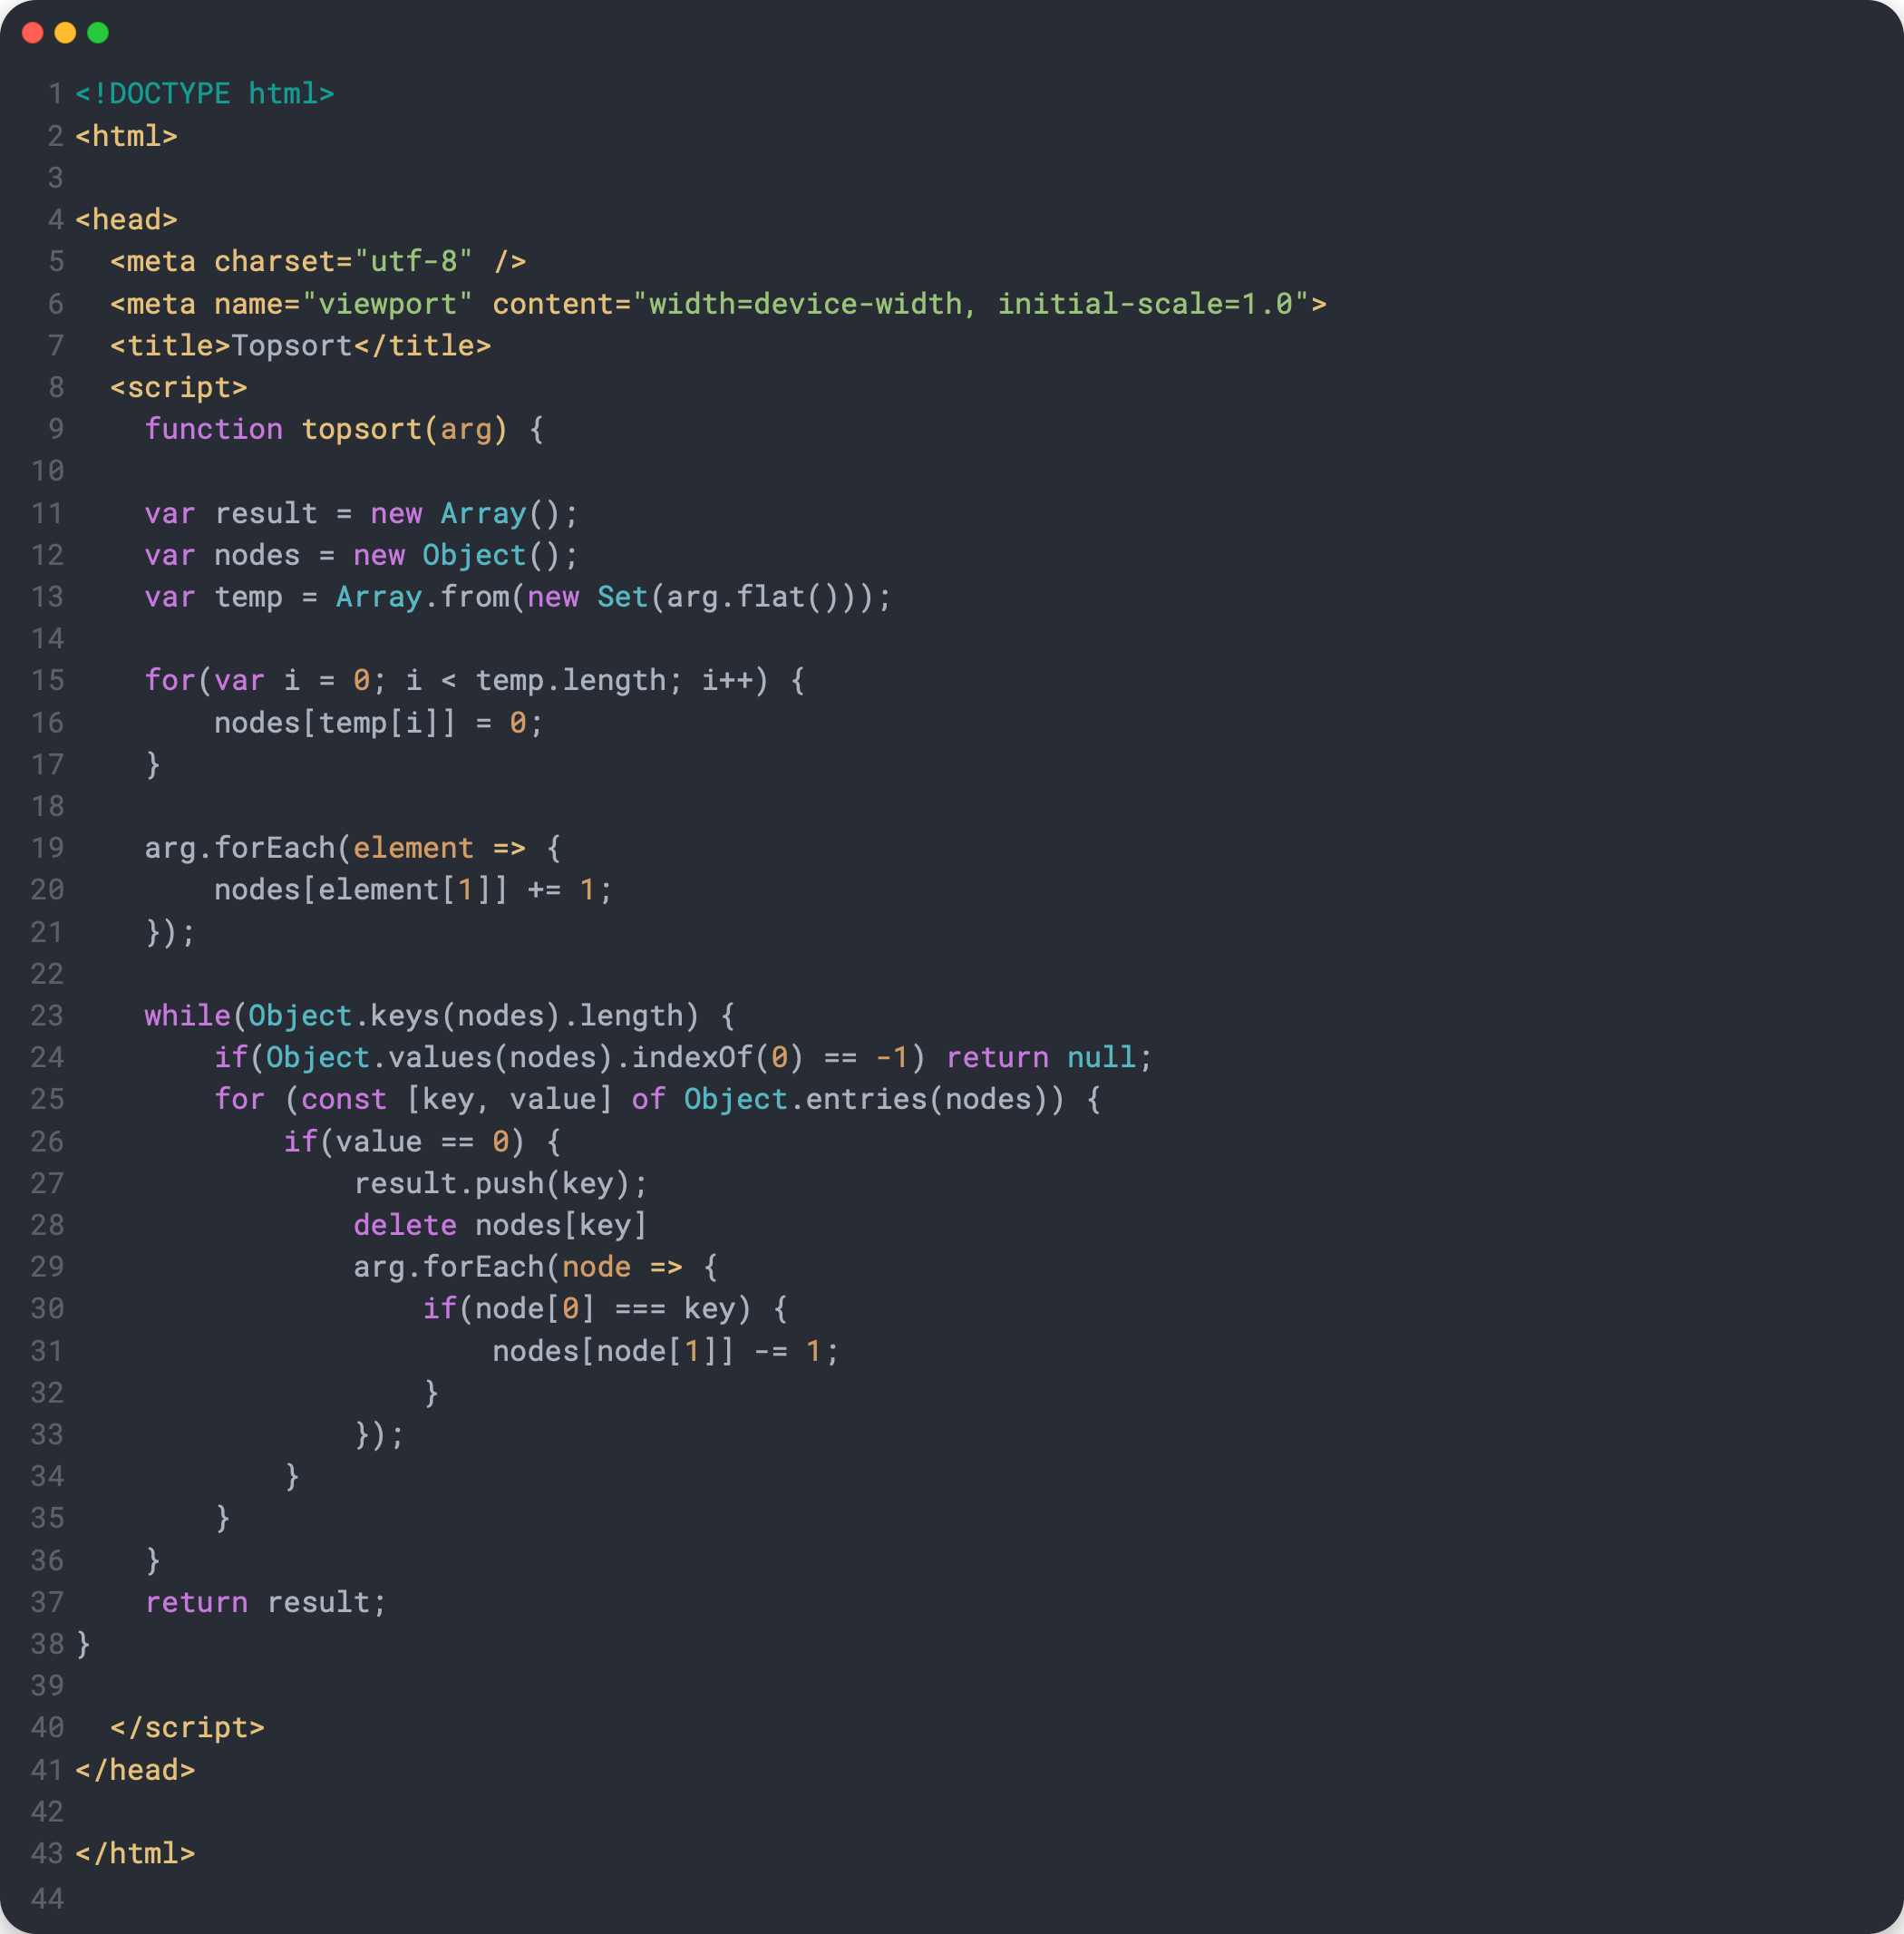 1 <!DOCTYPE html>
2 <html>
3
4 <head>
5   <meta charset="utf-8" />
6   <meta name="viewport" content="width=device-width, initial-scale=1.0">
7   <title>Topsort</title>
8   <script>
9     function topsort(arg) {
10
11     var result = new Array();
12     var nodes = new Object();
13     var temp = Array.from(new Set(arg.flat()));
14
15     for(var i = 0; i < temp.length; i++) {
16         nodes[temp[i]] = 0;
17     }
18
19     arg.forEach(element => {
20         nodes[element[1]] += 1;
21     });
22
23     while(Object.keys(nodes).length) {
24         if(Object.values(nodes).indexOf(0) == -1) return null;
25         for (const [key, value] of Object.entries(nodes)) {
26             if(value == 0) {
27                 result.push(key);
28                 delete nodes[key]
29                 arg.forEach(node => {
30                     if(node[0] === key) {
31                         nodes[node[1]] -= 1;
32                     }
33                 });
34             }
35         }
36     }
37     return result;
38 }
39
40   </script>
41 </head>
42
43 </html>
44